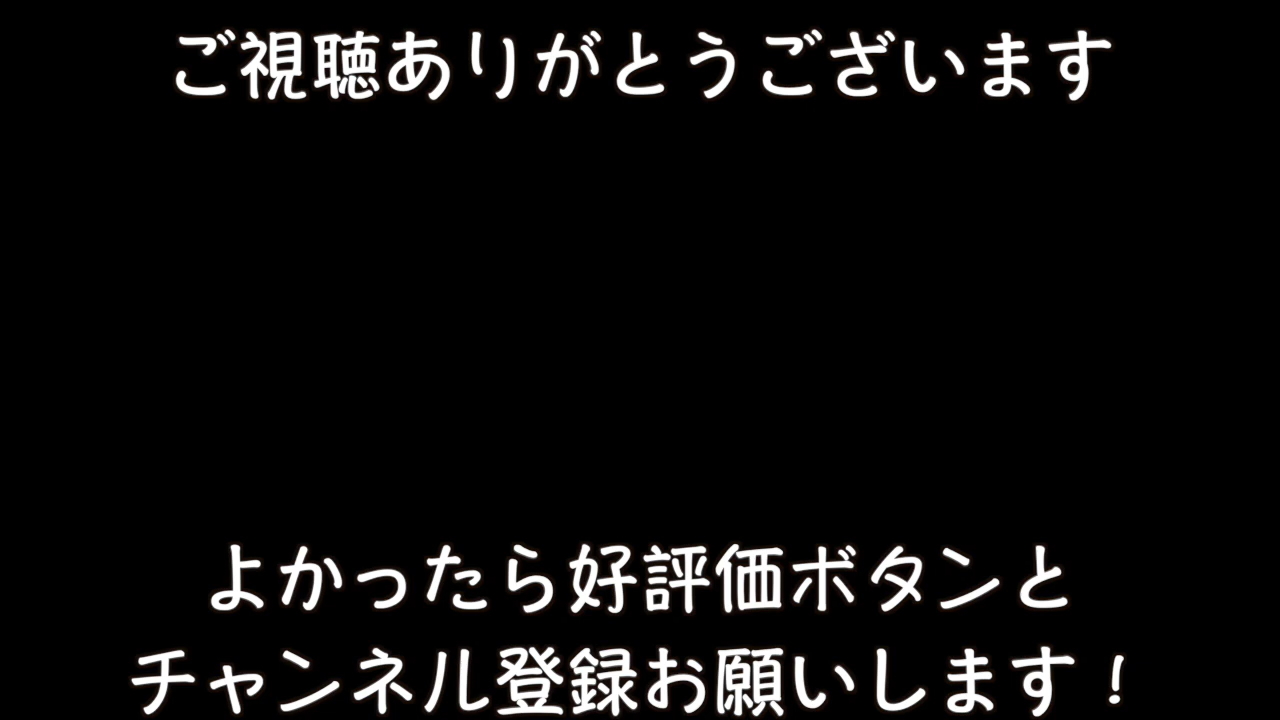 ご視聴ありがとうございます
よかったら好評価ボタンと
チャンネル登録お願いします！